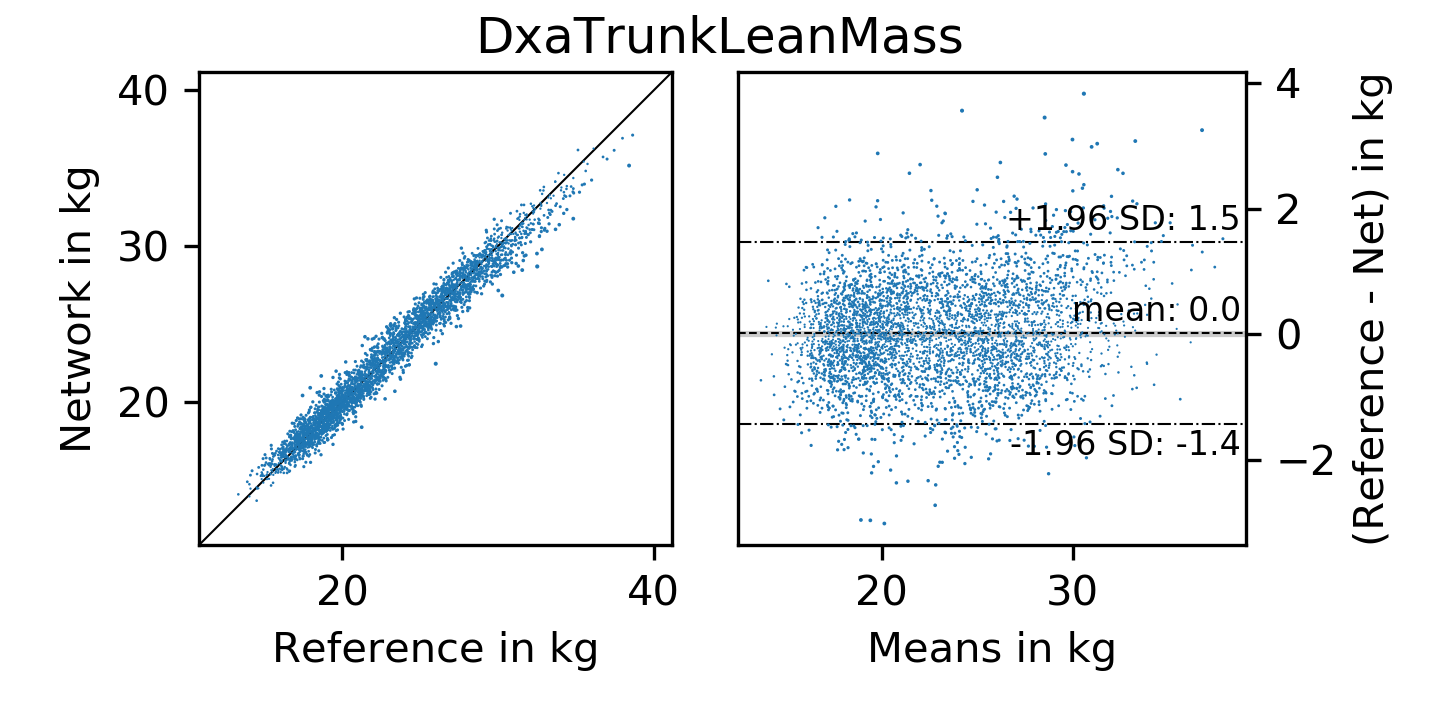 DxaTrunkLeanMass
40
30
20
Network in kg
20
40
Reference in kg
+1.96 SD: 1.5
mean: 0.0
-1.96 SD: -1.4
4
2
0
−2
(Reference - Net) in kg
20
30
Means in kg